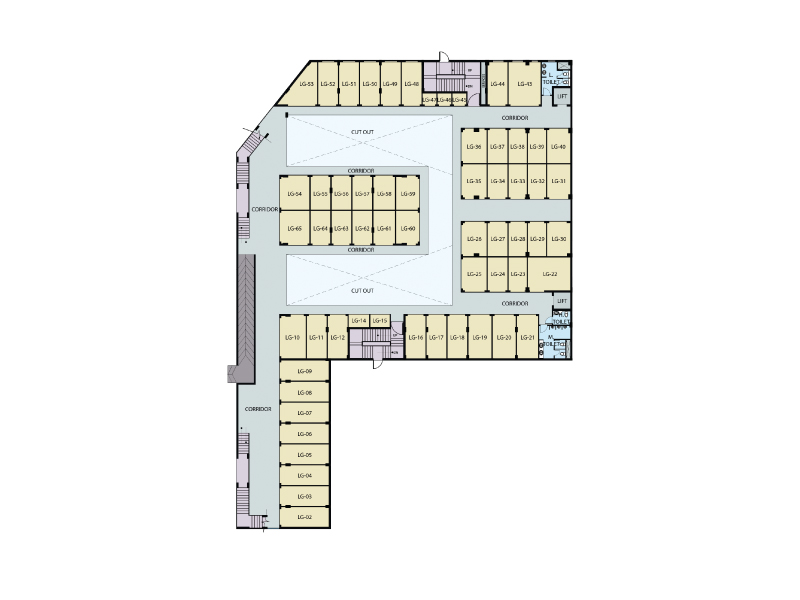 LG-53 LG-52 LG-51 LG-50 LG-49 LG-48
UP
DN
LG-44 LG-43
L.
TOILET
LG-47 LG-46 LG-45
LIFT
CORRIDOR
CUT OUT
LG-36 LG-37 LG-38 LG-39 LG-40
CORRIDOR
LG-35 LG-34 LG-33 LG-32 LG-31
LG-54 LG-55 LG-56 LG-57 LG-58 LG-59
CORRIDOR
LG-65 LG-64 LG-63 LG-62 LG-61 LG-60
LG-26 LG-27 LG-28 LG-29 LG-30
CORRIDOR
LG-25 LG-24 LG-23 LG-22
CUT OUT
CORRIDOR
LIFT
LG-14 LG-15
TOILET
LG-10 LG-11 LG-12
UP
LG-16 LG-17 LG-18 LG-19 LG-20 LG-21
M.
TOILET
DN
LG-09
LG-08
CORRIDOR
LG-07
LG-06
LG-05
LG-04
LG-03
LG-02